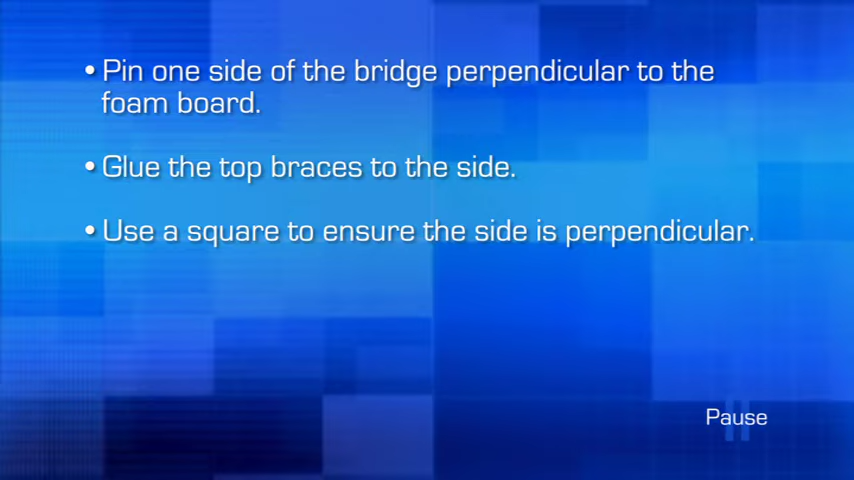 • Pin one side of the bridge perpendicular to the
foam board.
• Glue the top braces to the side.
• Use a square to ensure the side is perpendicular.
Pause